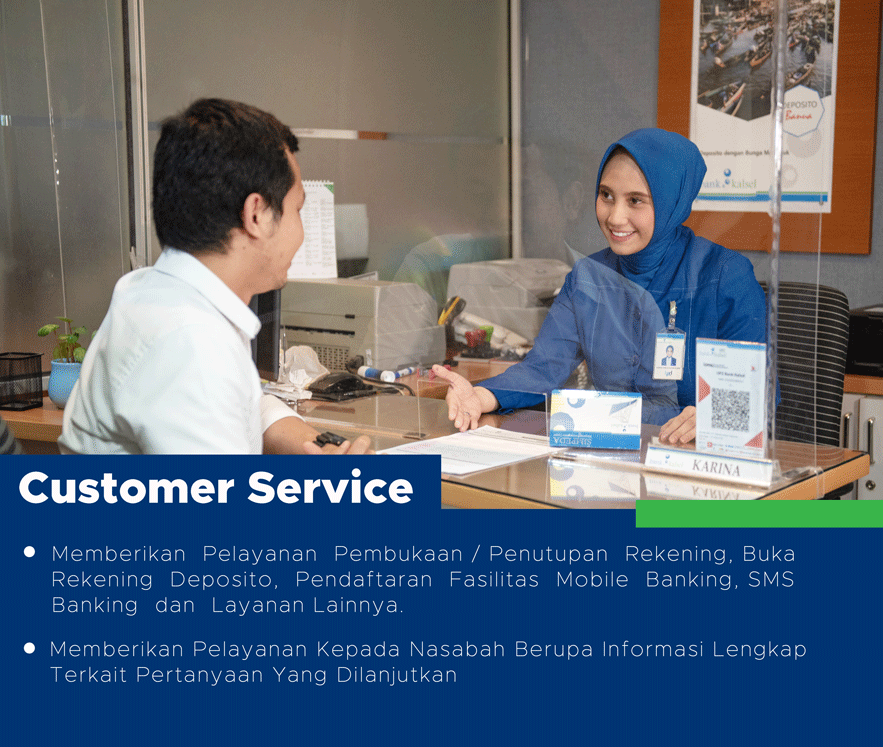 DEPOSITO
Banua
bank kalsel
KARINA
Customer Service
Memberikan Pelayanan Pembukaan / Penutupan Rekening, Buka
Rekening Deposito, Pendaftaran Fasilitas Mobile Banking, SMS
Banking dan Layanan Lainnya.
Memberikan Pelayanan Kepada Nasabah Berupa Informasi Lengkap
Terkait Pertanyaan Yang Dilanjutkan